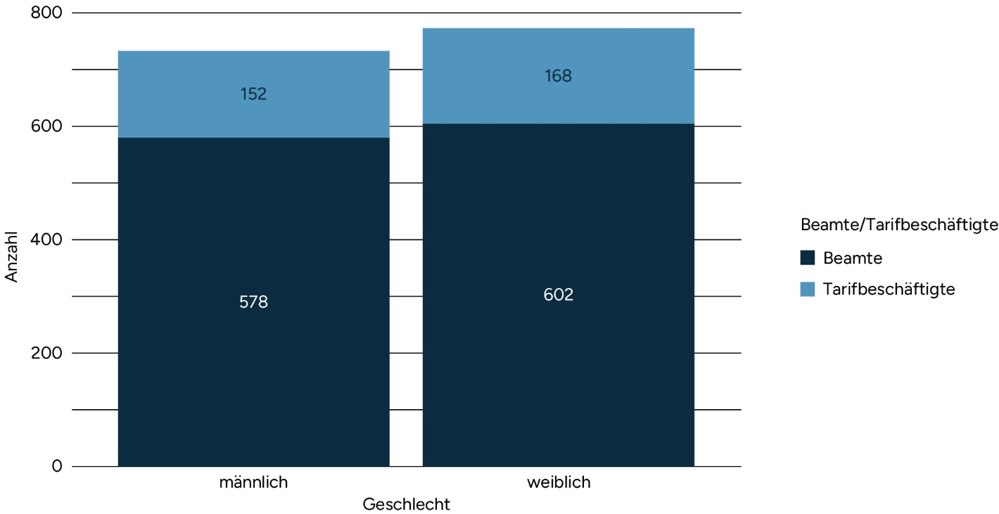 800
600
400
200
0
Anzahl
152
168
578
602
männlich
weiblich
Geschlecht
Beamte/Tarifbeschäftigte
Beamte
Tarifbeschäftigte